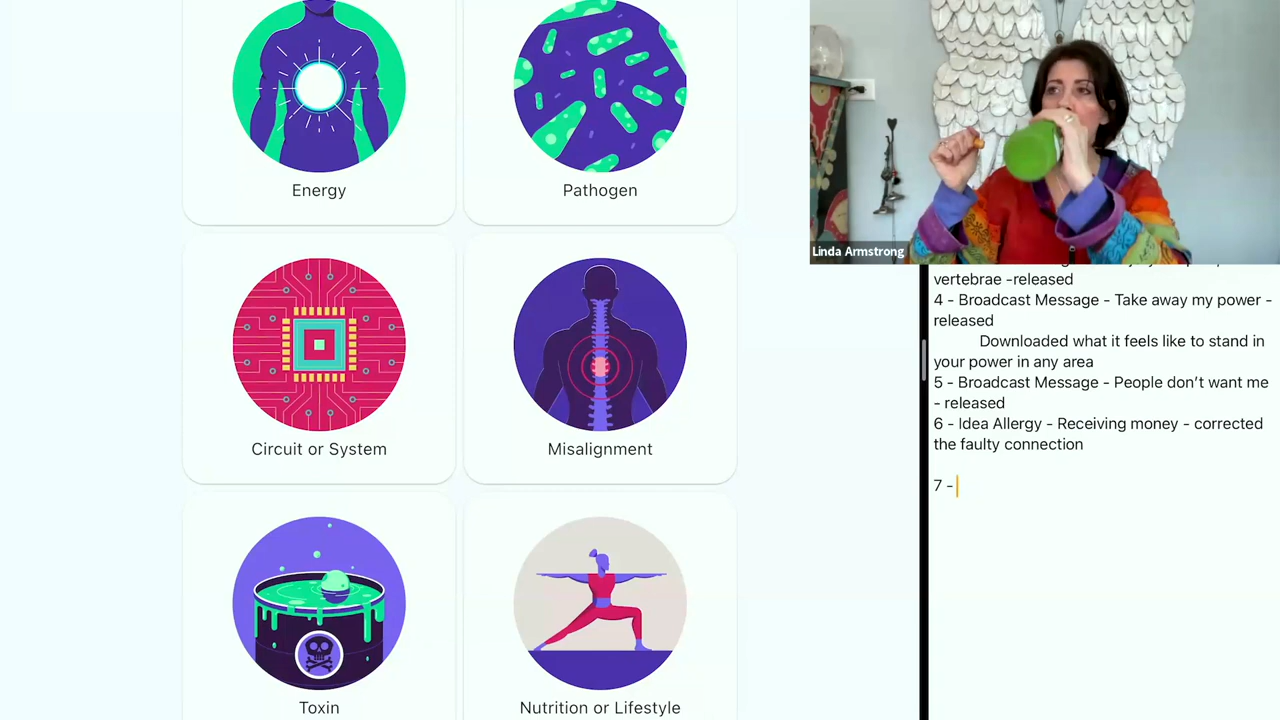 Energy
Pathogen
Circuit or System
Misalignment
Toxin
Nutrition or Lifestyle
Linda Armstrong
vertebrae -released
4 - Broadcast Message - Take away my power -
released
Downloaded what it feels like to stand in
your power in any area
5 - Broadcast Message - People don’t want me
- released
6 - Idea Allergy - Receiving money - corrected
the faulty connection
7 -